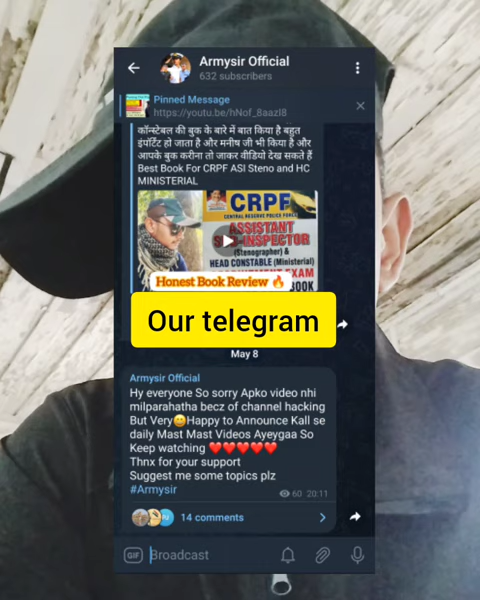 Armysir Official
632 subscribers
Pinned Message
https://youtu.be/hNof_8aazI8
कॉन्स्टेबल की बुक के बारे में बात किया है बहुत
इंपॉर्टेंट हो जाता है और मनीष जी भी किया है और
आपके बुक करीना तो जाकर वीडियो देख सकते हैं
Best Book For CRPF ASI Steno and HC
MINISTERIAL
CRPF
CENTRAL RESERVE POLICE FORCE
ASSISTANT
SUB-INSPECTOR
(Stenographer) &
HEAD CONSTABLE (Ministerial)
RECRUITMENT EXAM
BOOK
Honest Book Review 🔥
Our telegram
May 8
Armysir Official
Hy everyone So sorry Apko video nhi
milparahatha becz of channel hacking
But Very😄Happy to Announce Kall se
daily Mast Mast Videos Ayeygaa So
Keep watching ❤️❤️❤️❤️❤️
Thnx for your support
Suggest me some topics plz
#Armysir
60 20:11
14 comments
GIF
Broadcast